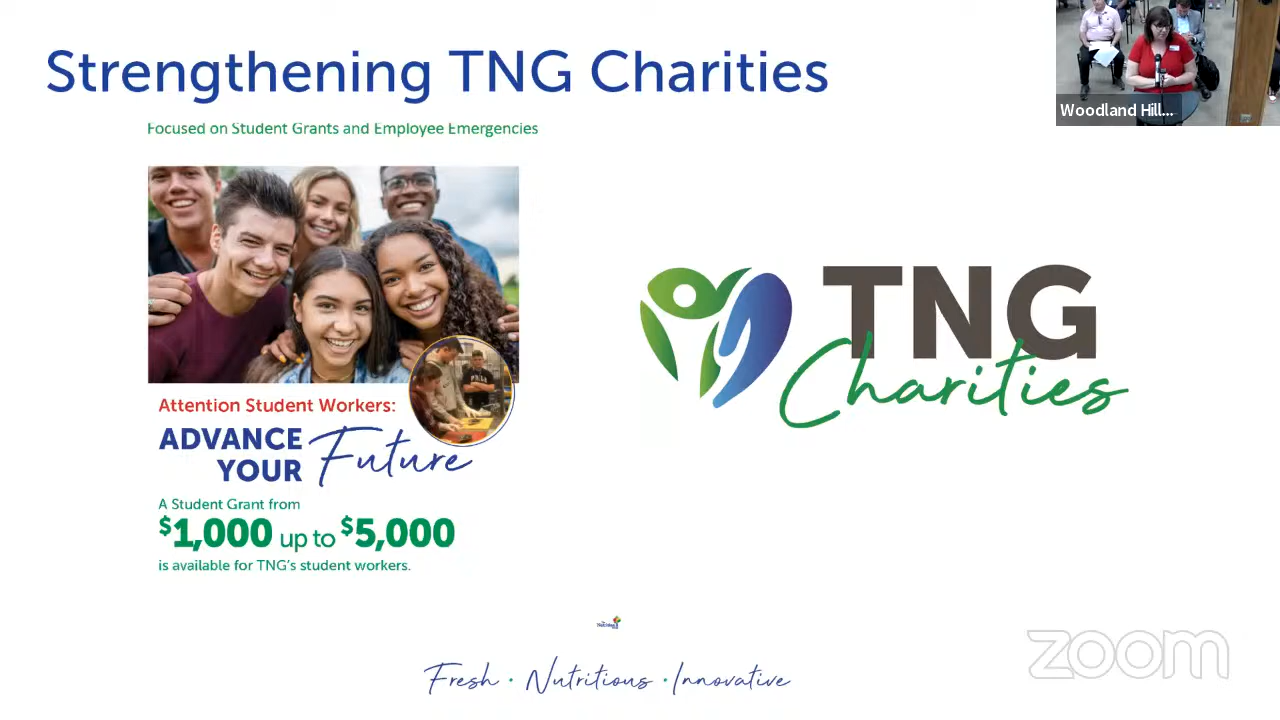 Strengthening TNG Charities
Woodland Hill...
Focused on Student Grants and Employee Emergencies
TNG
Charities
Attention Student Workers:
ADVANCE
YOUR Future
A Student Grant from
$1,000 up to $5,000
is available for TNG's student workers.
zoom
Fresh · Nutritious · Innovative